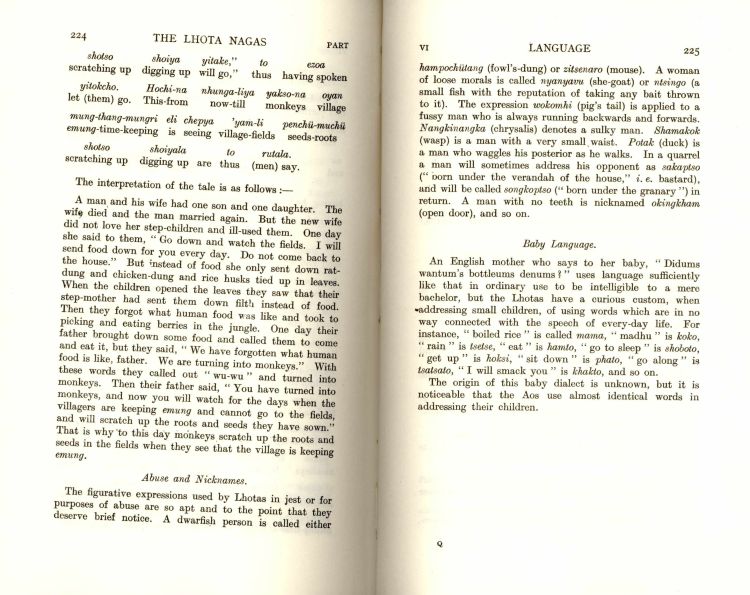 224 THE LHOTA NAGAS PART
shotso shoiya yitake," to ezoa
scratching up digging up will go," thus having spoken
yitokcho. Hochi-na nhunga-liya yakso-na oyan
let (them) go. This-from now-till monkeys village
mung-thang-mungri eli chepya 'yam-li penchü-muchü
emung-time-keeping is seeing village-fields seeds-roots
shotso shoiyala to rutala.
scratching up digging up are thus (men) say.
The interpretation of the tale is as follows :—
A man and his wife had one son and one daughter. The
wife died and the man married again. But the new wife
did not love her step-children and ill-used them. One day
she said to them, " Go down and watch the fields. I will
send food down for you every day. Do not come back to
the house." But instead of food she only sent down rat-
dung and chicken-dung and rice husks tied up in leaves.
When the children opened the leaves they saw that their
step-mother had sent them down filth instead of food.
Then they forgot what human food was like and took to
picking and eating berries in the jungle. One day their
father brought down some food and called them to come
and eat it, but they said, " We have forgotten what human
food is like, father. We are turning into monkeys." With
these words they called out " wu-wu " and turned into
monkeys. Then their father said, " You have turned into
monkeys, and now you will watch for the days when the
villagers are keeping emung and cannot go to the fields,
and will scratch up the roots and seeds they have sown."
That is why to this day monkeys scratch up the roots and
seeds in the fields when they see that the village is keeping
emung.
Abuse and Nicknames.
The figurative expressions used by Lhotas in jest or for
purposes of abuse are so apt and to the point that they
deserve brief notice. A dwarfish person is called either
VI LANGUAGE 225
hampochütang (fowl's-dung) or zitsenaro (mouse). A woman
of loose morals is called nyanyavu (she-goat) or ntsingo (a
small fish with the reputation of taking any bait thrown
to it). The expression wokomhi (pig's tail) is applied to a
fussy man who is always running backwards and forwards.
Nangkinangka (chrysalis) denotes a sulky man. Shamakok
(wasp) is a man with a very small waist. Potak (duck) is
a man who waggles his posterior as he walks. In a quarrel
a man will sometimes address his opponent as sakaptso
(" born under the verandah of the house," i. e. bastard),
and will be called songkoptso (" born under the granary ") in
return. A man with no teeth is nicknamed okingkham
(open door), and so on.
Baby Language.
An English mother who says to her baby, " Didums
wantum's bottleums denums ? " uses language sufficiently
like that in ordinary use to be intelligible to a mere
bachelor, but the Lhotas have a curious custom, when
addressing small children, of using words which are in no
way connected with the speech of every-day life. For
instance, " boiled rice " is called mama, " madhu " is koko,
" rain " is tsetse, " eat " is hamto, " go to sleep " is shoboto,
" get up " is hoksi, " sit down " is phato, " go along " is
tsatsato, " I will smack you " is khakto, and so on.
The origin of this baby dialect is unknown, but it is
noticeable that the Aos use almost identical words in
addressing their children.
Q